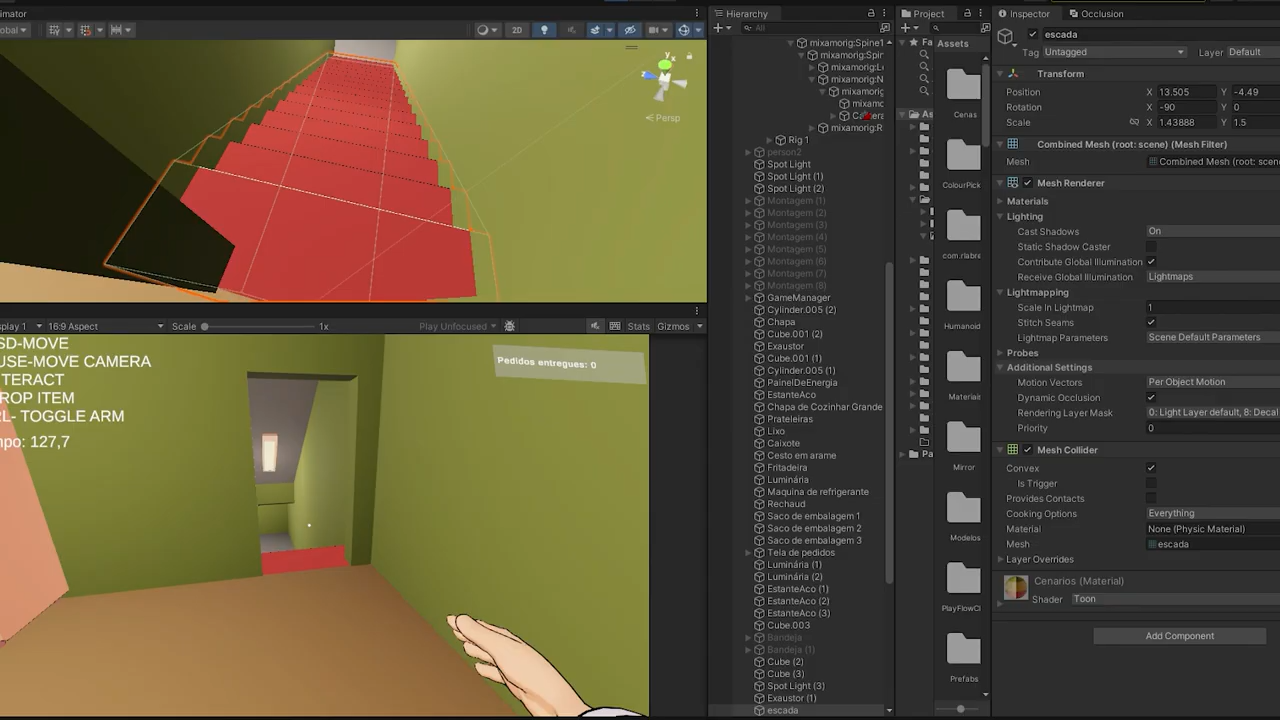 Hierarchy
Project
Inspector
Occlusion
2D
All
Fa
Assets
escada
Tag
Untagged
Layer
Default
mixamorig:Spine1
mixamorig:Spin
mixamorig:Le
mixamorig:N
mixamorig
mixamo
mixamorig:R
Rig 1
person2
Spot Light
Spot Light (1)
Spot Light (2)
Montagem (1)
Montagem (2)
Montagem (3)
Montagem (4)
Montagem (5)
Montagem (6)
Montagem (7)
Montagem (8)
GameManager
Cylinder.005 (2)
Chapa
Cube.001 (2)
Exaustor
Cube.001 (1)
Cylinder.005 (1)
PainelDeEnergia
EstanteAco
Chapa de Cozinhar Grande
Prateleiras
Lixo
Caixote
Cesto em arame
Fritadeira
Luminária
Maquina de refrigerante
Rechaud
Saco de embalagem 1
Saco de embalagem 2
Saco de embalagem 3
Tela de pedidos
Luminária (1)
Luminária (2)
EstanteAco (1)
EstanteAco (2)
EstanteAco (3)
Cube.003
Bandeja
Bandeja (1)
Cube (2)
Cube (3)
Spot Light (3)
Exaustor (1)
escada
Persp
y
x
z
Scale
1x
16:9 Aspect
Play Unfocused
Stats
Gizmos
SD-MOVE
USE-MOVE CAMERA
TERACT
ROP ITEM
RL- TOGGLE ARM
mpo: 127,7
Pedidos entregues: 0
As
Pa
Cenas
ColourPick
com.rlabre
Humanoid
Materiais
Mirror
Modelos
PlayFlowCl
Prefabs
Transform
Position X 13.505 Y -4.49
Rotation X -90 Y 0
Scale X 1.43888 Y 1.5
Combined Mesh (root: scene) (Mesh Filter)
Mesh Combined Mesh (root: scene
Mesh Renderer
Materials
Lighting
Cast Shadows On
Static Shadow Caster
Contribute Global Illumination
Receive Global Illumination Lightmaps
Lightmapping
Scale In Lightmap 1
Stitch Seams
Lightmap Parameters Scene Default Parameters
Probes
Additional Settings
Motion Vectors Per Object Motion
Dynamic Occlusion
Rendering Layer Mask 0: Light Layer default, 8: Decal
Priority 0
Mesh Collider
Convex
Is Trigger
Provides Contacts
Cooking Options Everything
Material None (Physic Material)
Mesh escada
Layer Overrides
Cenarios (Material)
Shader Toon
Add Component